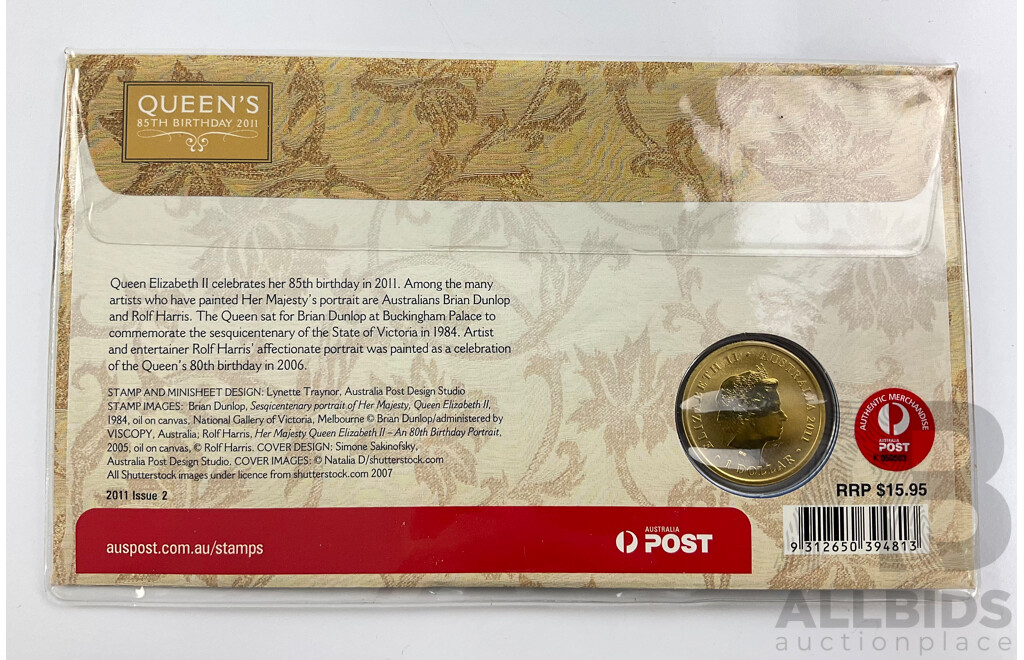 QUEEN'S
85TH BIRTHDAY 2011
Queen Elizabeth II celebrates her 85th birthday in 2011. Among the many
artists who have painted Her Majesty's portrait are Australians Brian Dunlop
and Rolf Harris. The Queen sat for Brian Dunlop at Buckingham Palace to
commemorate the sesquicentenary of the State of Victoria in 1984. Artist
and entertainer Rolf Harris' affectionate portrait was painted as a celebration
of the Queen's 80th birthday in 2006.
STAMP AND MINISHEET DESIGN: Lynette Traynor, Australia Post Design Studio
STAMP IMAGES: Brian Dunlop, Sesqicentenary portrait of Her Majesty, Queen Elizabeth II,
1984, oil on canvas, National Gallery of Victoria, Melbourne © Brian Dunlop/administered by
VISCOPY, Australia; Rolf Harris, Her Majesty Queen Elizabeth II – An 80th Birthday Portrait,
2005, oil on canvas, © Rolf Harris. COVER DESIGN: Simone Sakinofsky,
Australia Post Design Studio. COVER IMAGES: © Natalia D/shutterstock.com
All Shutterstock images under licence from shutterstock.com 2007
2011 Issue 2
auspost.com.au/stamps
AUSTRALIA
POST
ELIZABETH II · AUSTRALIA 2011
1 DOLLAR
AUTHENTIC MERCHANDISE
AUSTRALIA
POST
RRP $15.95
9 312650 394813
ALLBIDS
auctionplace